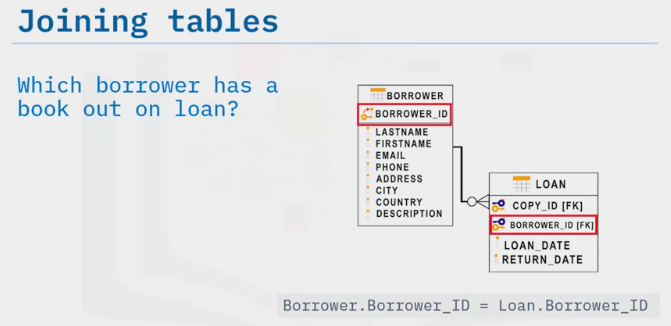 Joining tables
Which borrower has a
book out on loan?
BORROWER
BORROWER_ID
LASTNAME
FIRSTNAME
EMAIL
PHONE
ADDRESS
CITY
COUNTRY
DESCRIPTION
LOAN
COPY_ID [FK]
BORROWER_ID [FK]
LOAN_DATE
RETURN_DATE
Borrower.Borrower_ID = Loan.Borrower_ID